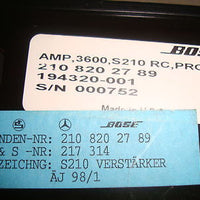 BOSE
AMP,3600,S210 RC,PRO
210 820 27 89
194320-001
S/N 000752
Made in U.S.A.
BOSE
NDEN-NR: 210 820 27 89
& S -NR: 217 314
ZEICHNG: S210 VERSTÄRKER
ÄJ 98/1